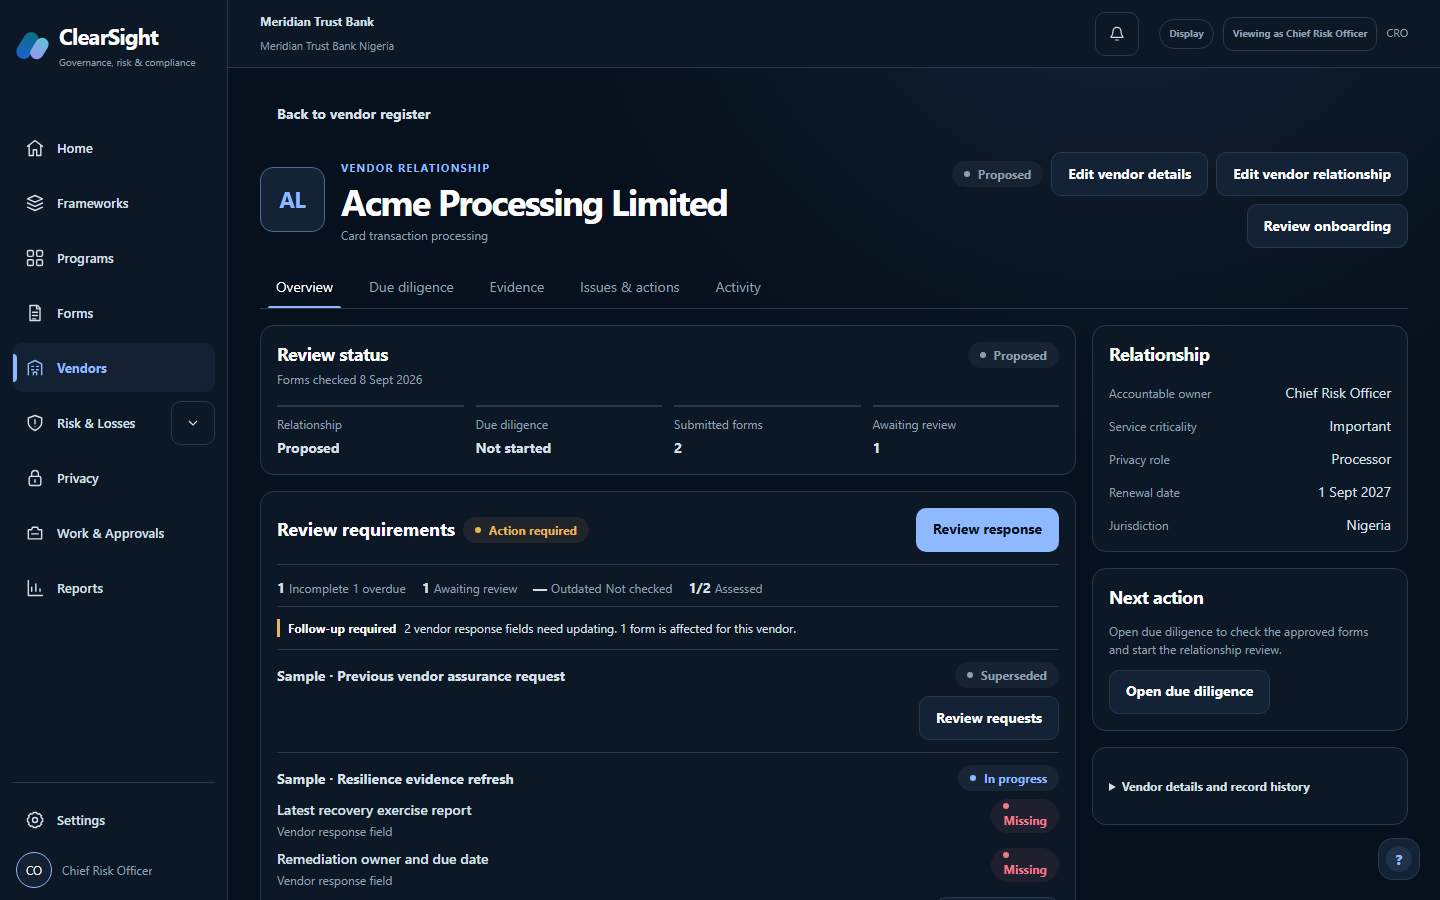 ClearSight
Governance, risk & compliance
Home
Frameworks
Programs
Forms
Vendors
Risk & Losses
Privacy
Work & Approvals
Reports
Settings
CO
Chief Risk Officer
Meridian Trust Bank
Meridian Trust Bank Nigeria
Display
Viewing as Chief Risk Officer
CRO
Back to vendor register
AL
VENDOR RELATIONSHIP
Acme Processing Limited
Card transaction processing
Proposed
Edit vendor details
Edit vendor relationship
Review onboarding
Overview
Due diligence
Evidence
Issues & actions
Activity
Review status
Forms checked 8 Sept 2026
Proposed
Relationship
Proposed
Due diligence
Not started
Submitted forms
2
Awaiting review
1
Review requirements
Action required
Review response
1 Incomplete 1 overdue
1 Awaiting review
— Outdated Not checked
1/2 Assessed
Follow-up required 2 vendor response fields need updating. 1 form is affected for this vendor.
Sample · Previous vendor assurance request
Superseded
Review requests
Sample · Resilience evidence refresh
In progress
Latest recovery exercise report
Vendor response field
Missing
Remediation owner and due date
Vendor response field
Missing
Relationship
Accountable owner
Chief Risk Officer
Service criticality
Important
Privacy role
Processor
Renewal date
1 Sept 2027
Jurisdiction
Nigeria
Next action
Open due diligence to check the approved forms
and start the relationship review.
Open due diligence
Vendor details and record history
?